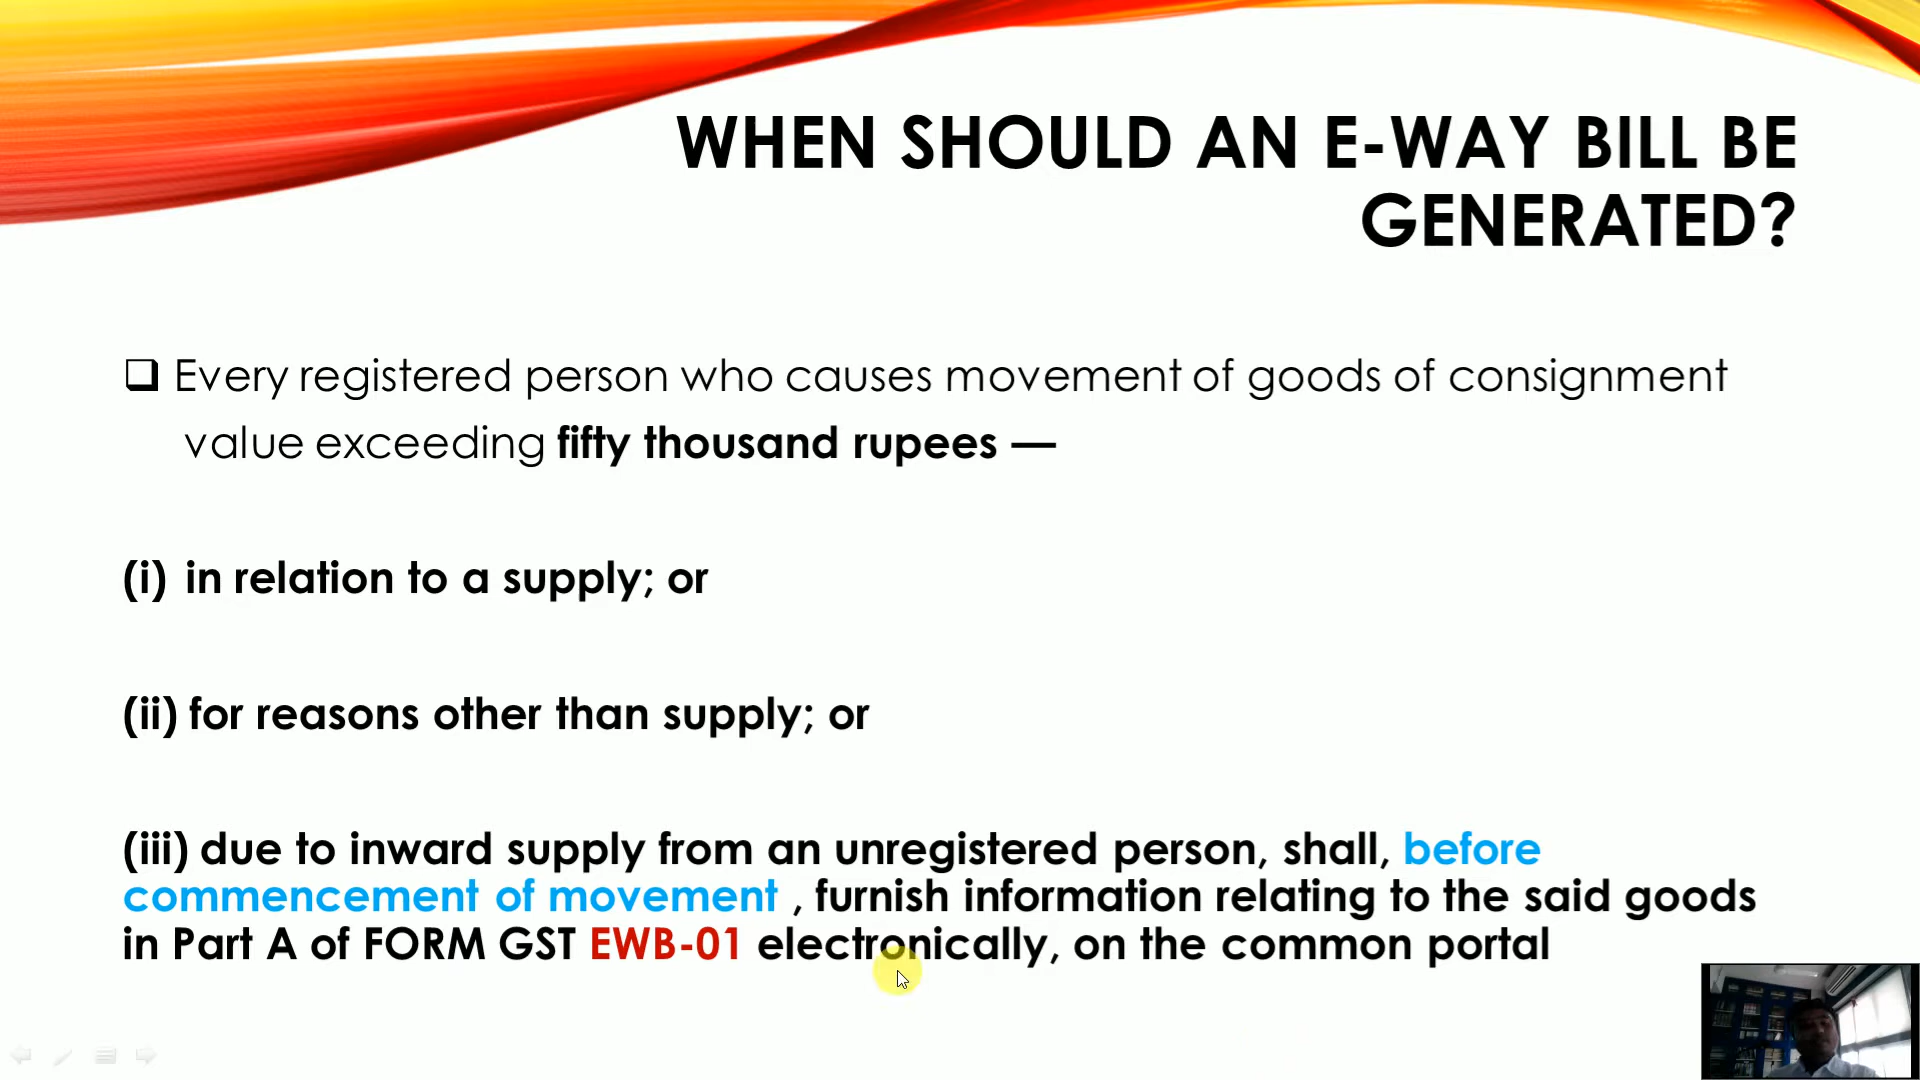 WHEN SHOULD AN E-WAY BILL BE
GENERATED?
Every registered person who causes movement of goods of consignment
value exceeding fifty thousand rupees —
(i) in relation to a supply; or
(ii) for reasons other than supply; or
(iii) due to inward supply from an unregistered person, shall, before
commencement of movement , furnish information relating to the said goods
in Part A of FORM GST EWB-01 electronically, on the common portal